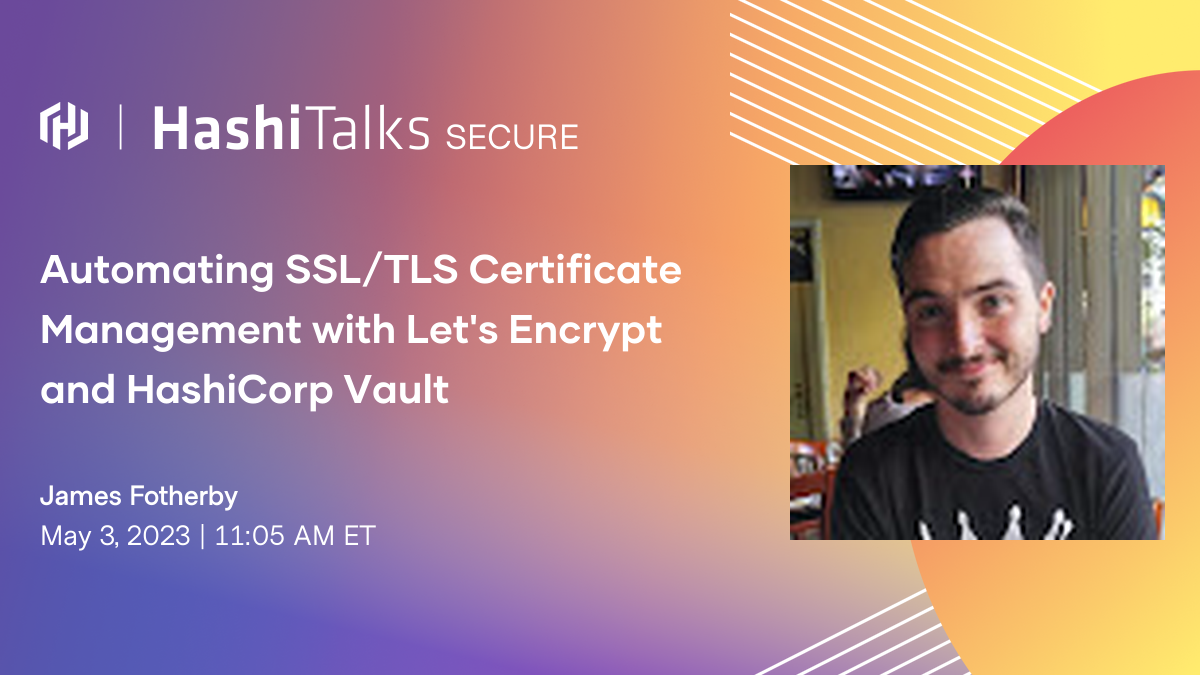 HashiTalks SECURE
Automating SSL/TLS Certificate
Management with Let's Encrypt
and HashiCorp Vault
James Fotherby
May 3, 2023 | 11:05 AM ET